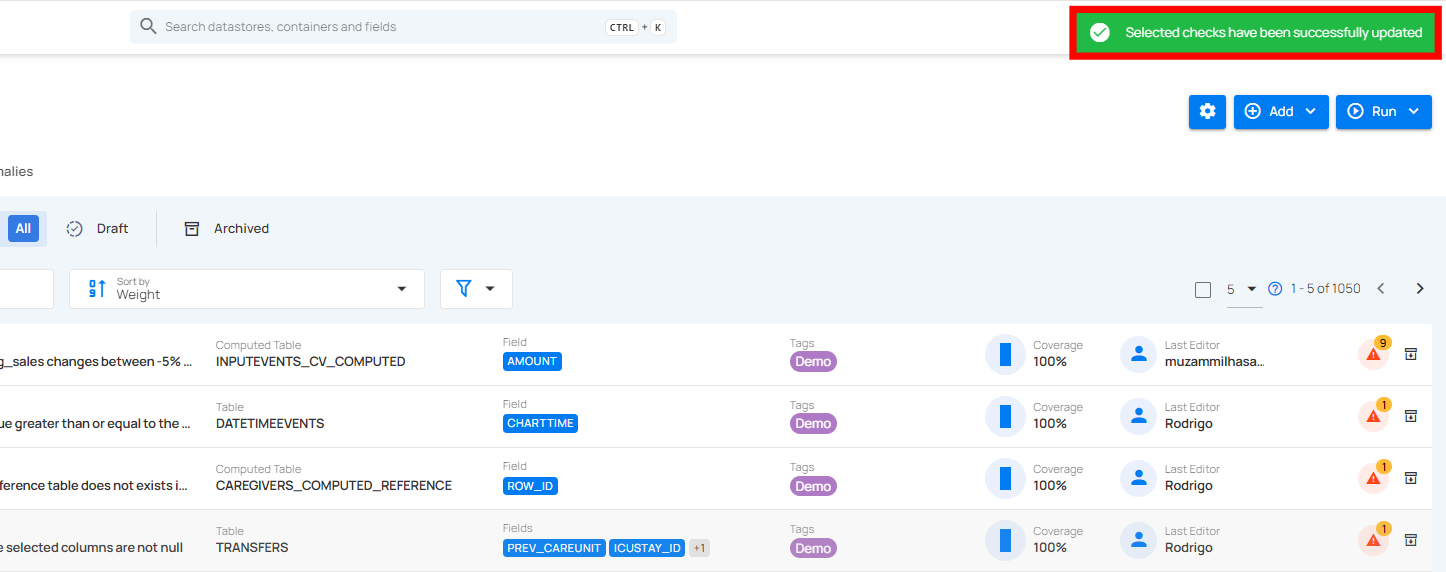 Search datastores, containers and fields CTRL + K
Selected checks have been successfully updated
Add Run
nalies
All Draft Archived
Sort by
Weight
5 1 - 5 of 1050
g_sales changes between -5% ...
Computed Table
INPUTEVENTS_CV_COMPUTED
Field
AMOUNT
Tags
Demo
Coverage
100%
Last Editor
muzammilhasa...
9
ue greater than or equal to the ...
Table
DATETIMEEVENTS
Field
CHARTTIME
Tags
Demo
Coverage
100%
Last Editor
Rodrigo
1
ference table does not exists i...
Computed Table
CAREGIVERS_COMPUTED_REFERENCE
Field
ROW_ID
Tags
Demo
Coverage
100%
Last Editor
Rodrigo
1
e selected columns are not null
Table
TRANSFERS
Fields
PREV_CAREUNIT ICUSTAY_ID +1
Tags
Demo
Coverage
100%
Last Editor
Rodrigo
1